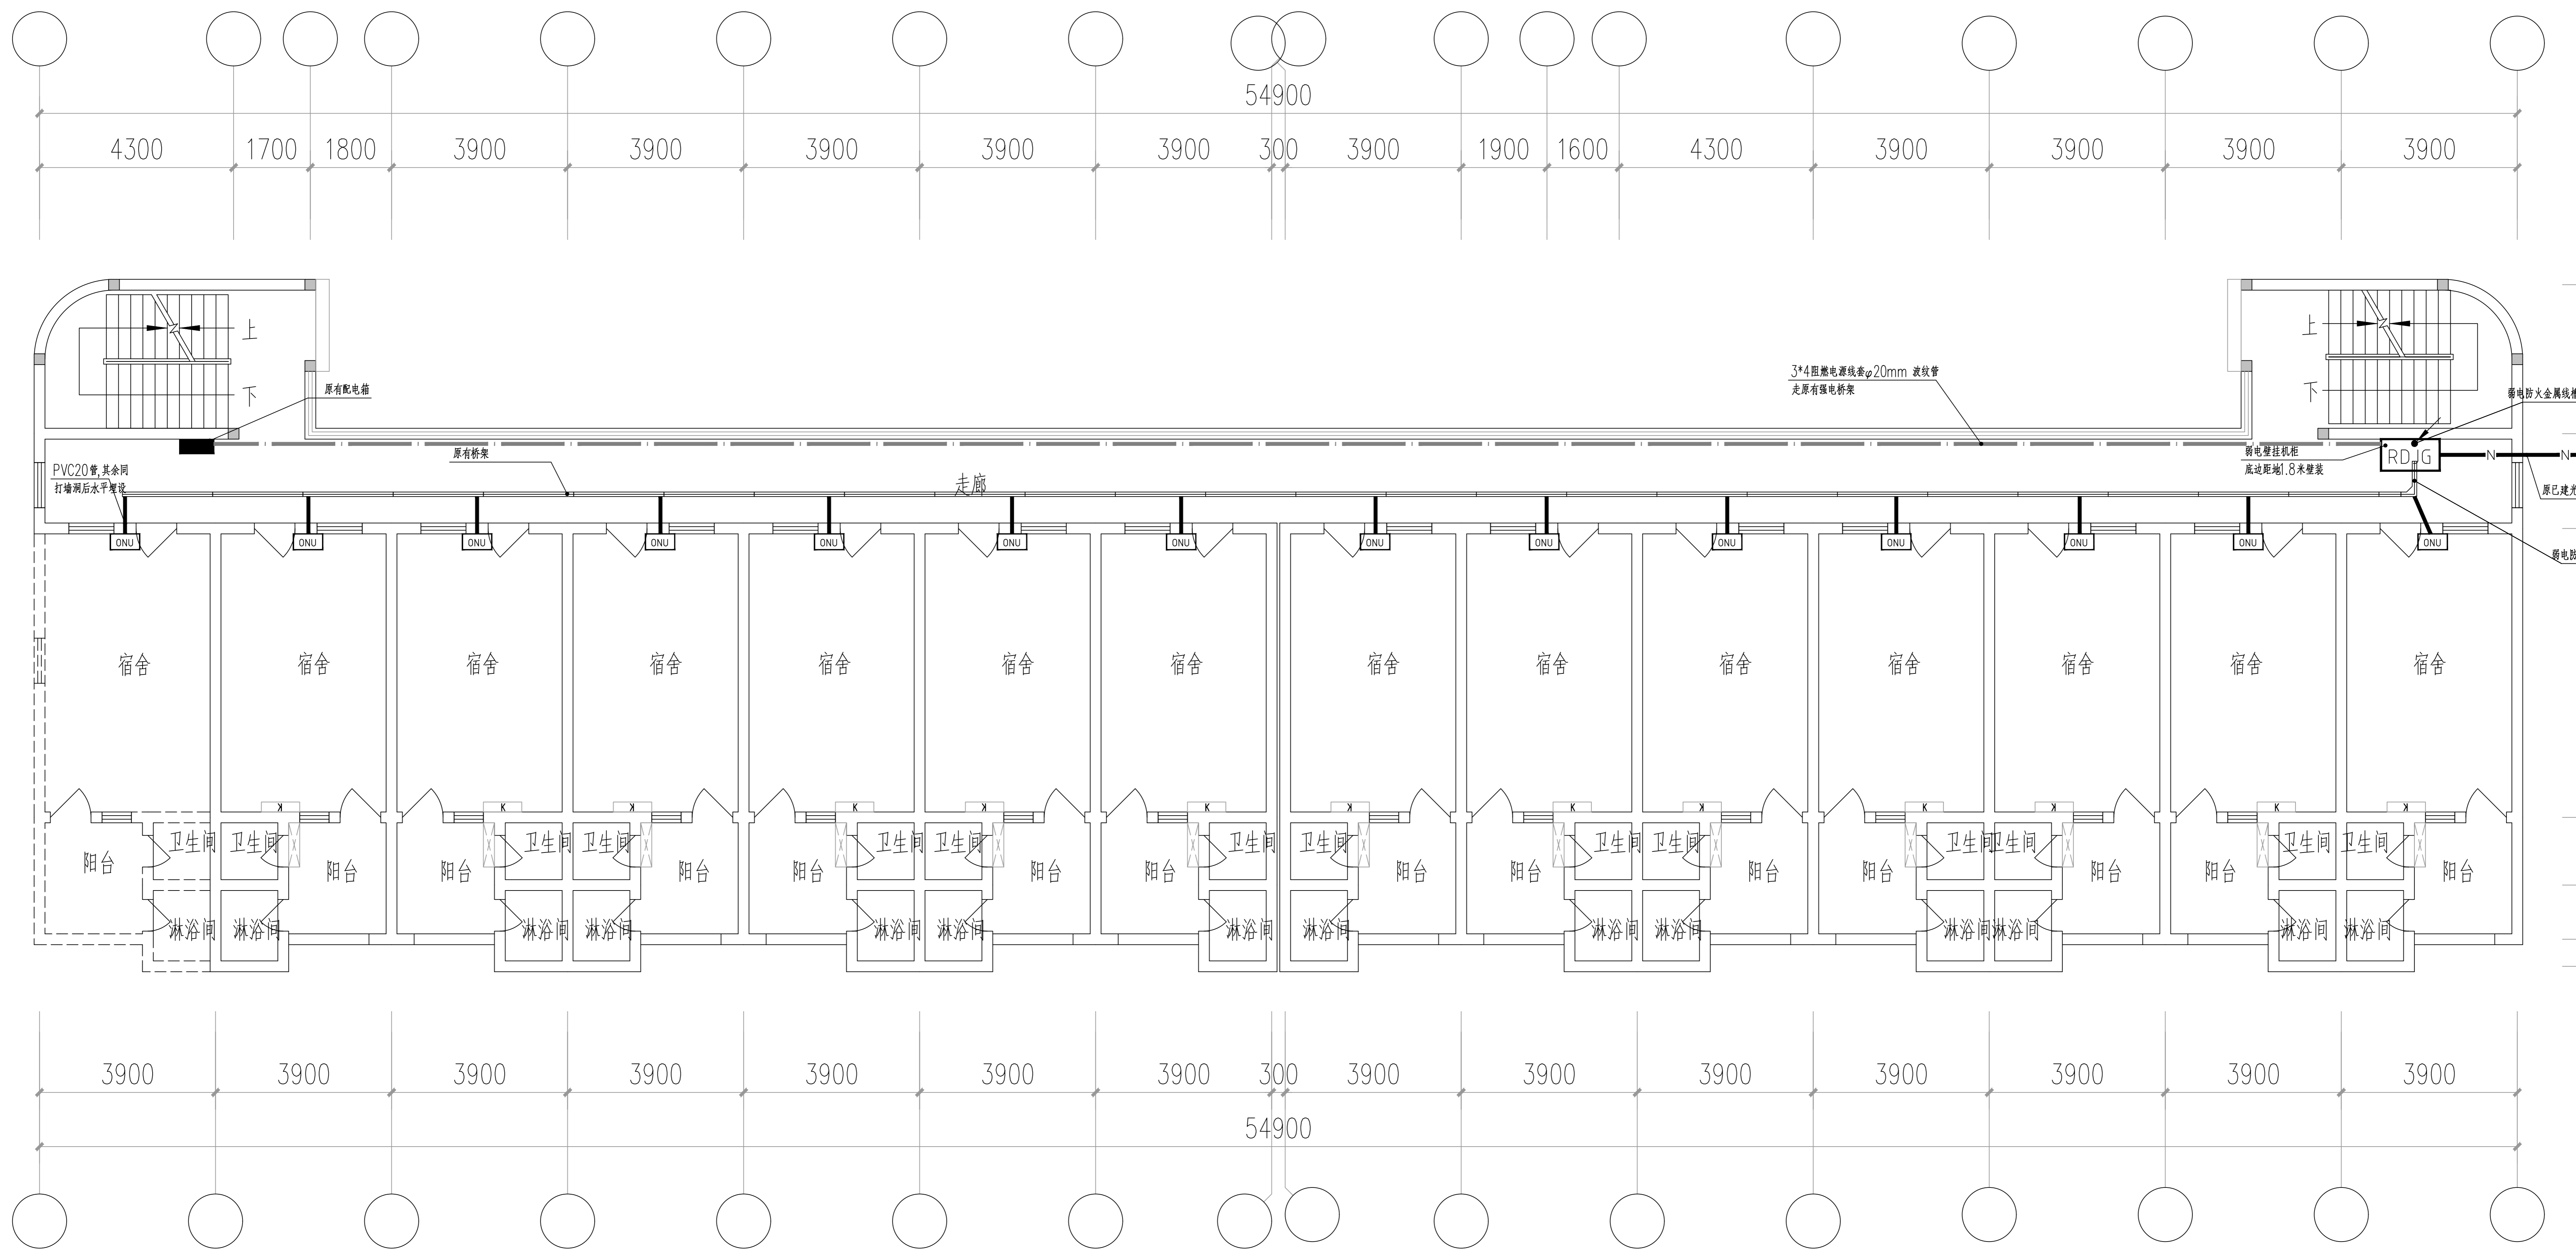 54900
4300 1700 1800 3900 3900 3900 3900 3900 300 3900 1900 1600 4300 3900 3900 3900 3900
上
上
下
下
原有配电箱
3*4阻燃电源线套φ20mm 波纹管
走原有强电桥架
弱电防火金属线槽
原有桥架
弱电壁挂机柜
底边距地1.8米壁装
RDJG
N N
PVC20管,其余同
打墙洞后水平埋设
走廊
原已建光
弱电防
ONU ONU ONU ONU ONU ONU ONU ONU ONU ONU ONU ONU ONU ONU
宿舍 宿舍 宿舍 宿舍 宿舍 宿舍 宿舍 宿舍 宿舍 宿舍 宿舍 宿舍 宿舍 宿舍
K K K K K K K K K K K K K
卫生间 卫生间 卫生间 卫生间 卫生间 卫生间 卫生间 卫生间 卫生间 卫生间 卫生间 卫生间 卫生间 卫生间
阳台 阳台 阳台 阳台 阳台 阳台 阳台 阳台 阳台 阳台 阳台 阳台 阳台 阳台
淋浴间 淋浴间 淋浴间 淋浴间 淋浴间 淋浴间 淋浴间 淋浴间 淋浴间 淋浴间 淋浴间 淋浴间 淋浴间 淋浴间
3900 3900 3900 3900 3900 3900 3900 300 3900 3900 3900 3900 3900 3900 3900
54900